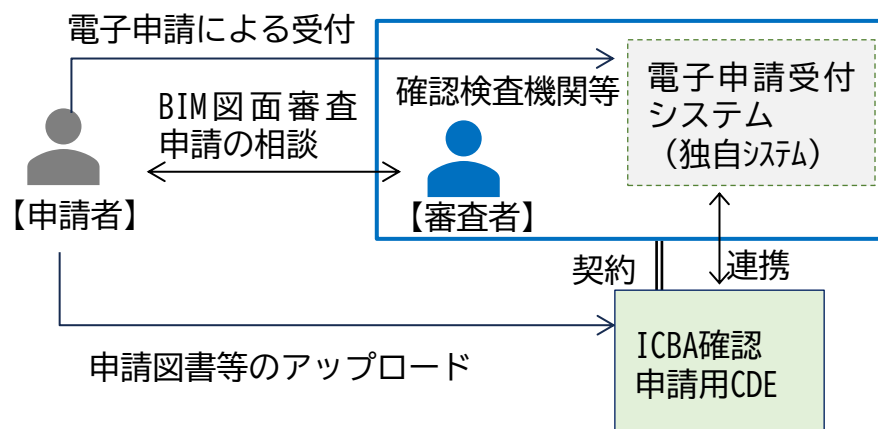 電子申請による受付
確認検査機関等
電子申請受付
システム
（独自ｼｽﾃﾑ）
BIM図面審査
申請の相談
【申請者】
【審査者】
契約
連携
申請図書等のアップロード
ICBA確認
申請用CDE